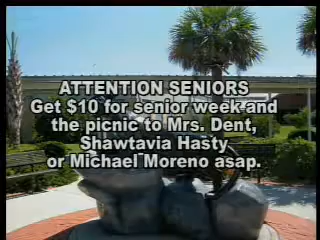 ATTENTION SENIORS
Get $10 for senior week and
the picnic to Mrs. Dent,
Shawtavia Hasty
or Michael Moreno asap.